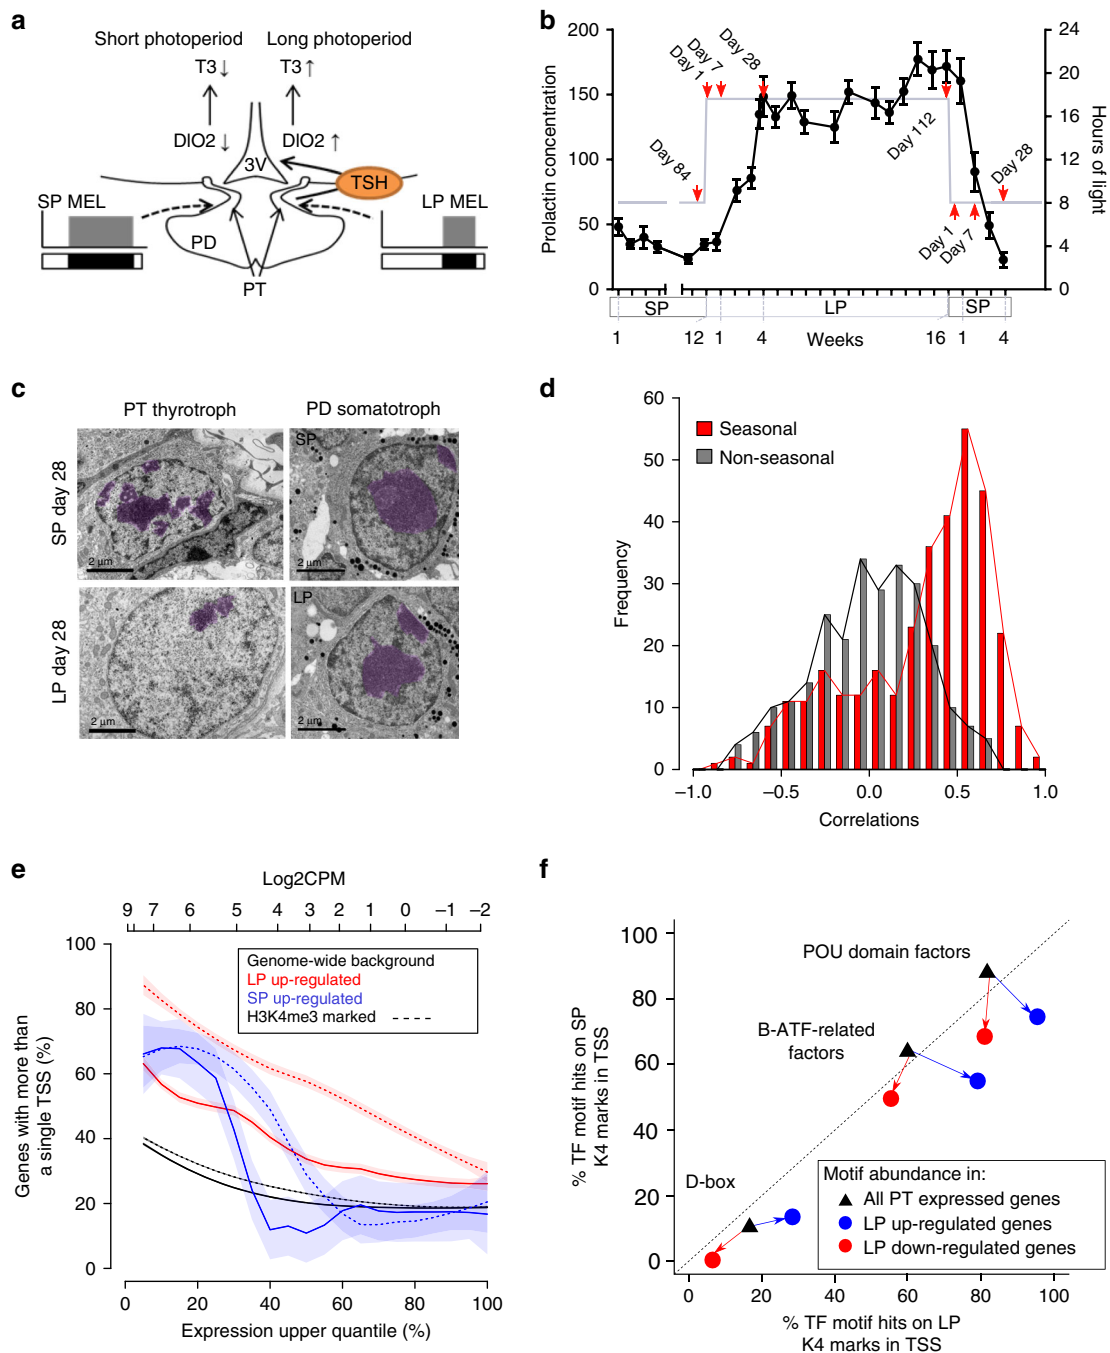 a
Short photoperiod Long photoperiod
T3↓ T3↑
DIO2↓ DIO2↑
3V
TSH
SP MEL
LP MEL
PD
PT
b
200
150
100
50
0
Prolactin concentration
24
20
16
12
8
4
0
Hours of light
Day 1
Day 7
Day 28
Day 84
Day 112
Day 1
Day 7
Day 28
SP LP SP
1 12 1 4 Weeks 16 1 4
c
PT thyrotroph PD somatotroph
SP day 28
LP day 28
SP
LP
2 μm
2 μm
2 μm
2 μm
d
60
50
40
30
20
10
0
Frequency
Seasonal
Non-seasonal
−1.0 −0.5 0.0 0.5 1.0
Correlations
e
Log2CPM
9 7 6 5 4 3 2 1 0 −1 −2
100
80
60
40
20
0
Genes with more than
a single TSS (%)
Genome-wide background
LP up-regulated
SP up-regulated
H3K4me3 marked ----
0 20 40 60 80 100
Expression upper quantile (%)
f
100
80
60
40
20
0
% TF motif hits on SP
K4 marks in TSS
POU domain factors
B-ATF-related
factors
D-box
Motif abundance in:
All PT expressed genes
LP up-regulated genes
LP down-regulated genes
0 20 40 60 80 100
% TF motif hits on LP
K4 marks in TSS